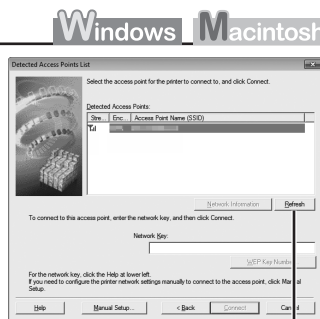 Windows Macintosh
Detected Access Points List
Select the access point for the printer to connect to, and click Connect.
Detected Access Points:
Stre... Enc... Access Point Name (SSID)
Network Information Refresh
To connect to this access point, enter the network key, and then click Connect.
Network Key:
WEP Key Number
For the network key, click the Help at lower left.
If you need to configure the printer network settings manually to connect to the access point, click Manual
Setup.
Help Manual Setup... < Back Connect Cancel